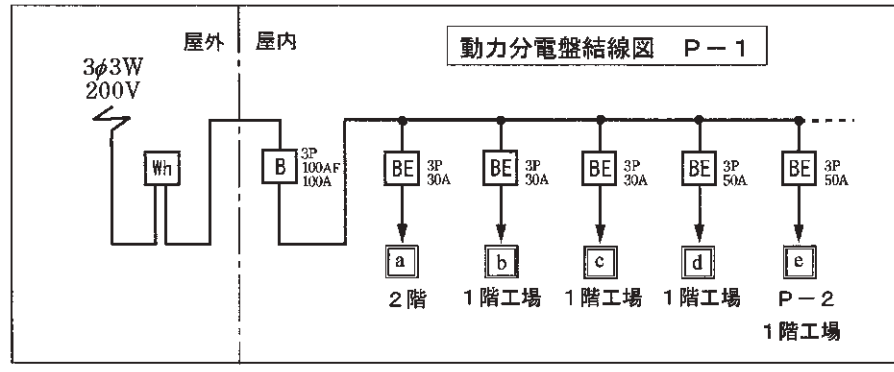 屋外 屋内
動力分電盤結線図 P-1
3φ3W
200V
Wh
B
3P
100AF
100A
BE
3P
30A
BE
3P
30A
BE
3P
30A
BE
3P
50A
BE
3P
50A
a
b
c
d
e
2階
1階工場
1階工場
1階工場
P-2
1階工場